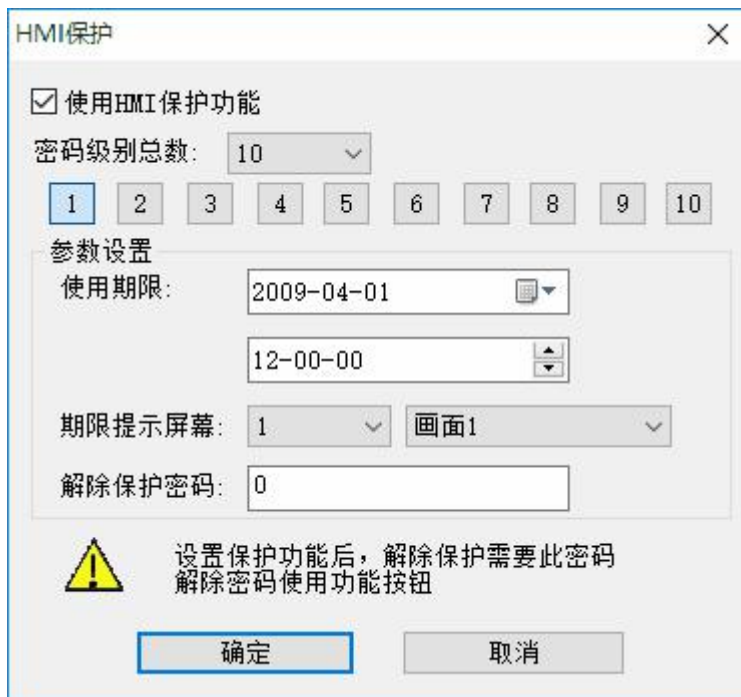 HMI保护
使用HMI保护功能
密码级别总数: 10
1 2 3 4 5 6 7 8 9 10
参数设置
使用期限: 2009-04-01
12-00-00
期限提示屏幕: 1 画面1
解除保护密码: 0
设置保护功能后，解除保护需要此密码
解除密码使用功能按钮
确定 取消